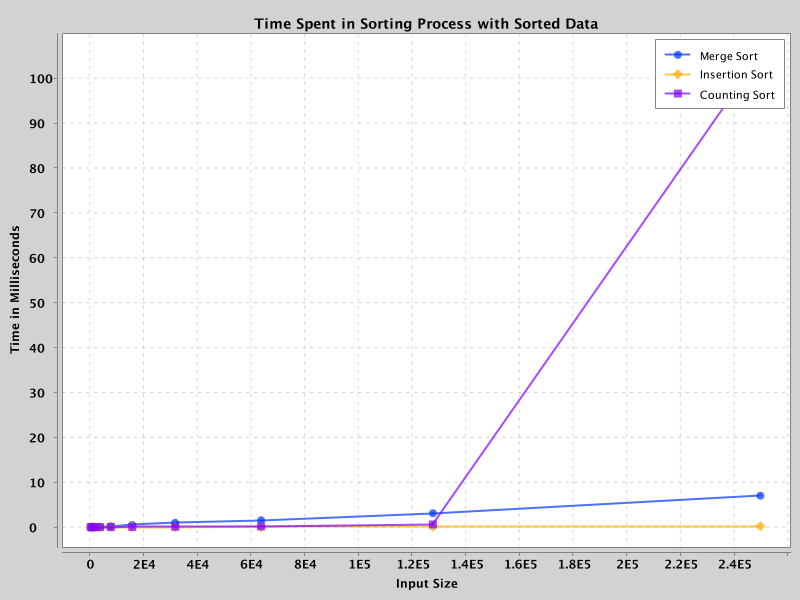 Time Spent in Sorting Process with Sorted Data
Merge Sort
Insertion Sort
Counting Sort
100
90
80
70
60
50
40
30
20
10
0
Time in Milliseconds
0 2E4 4E4 6E4 8E4 1E5 1.2E5 1.4E5 1.6E5 1.8E5 2E5 2.2E5 2.4E5
Input Size